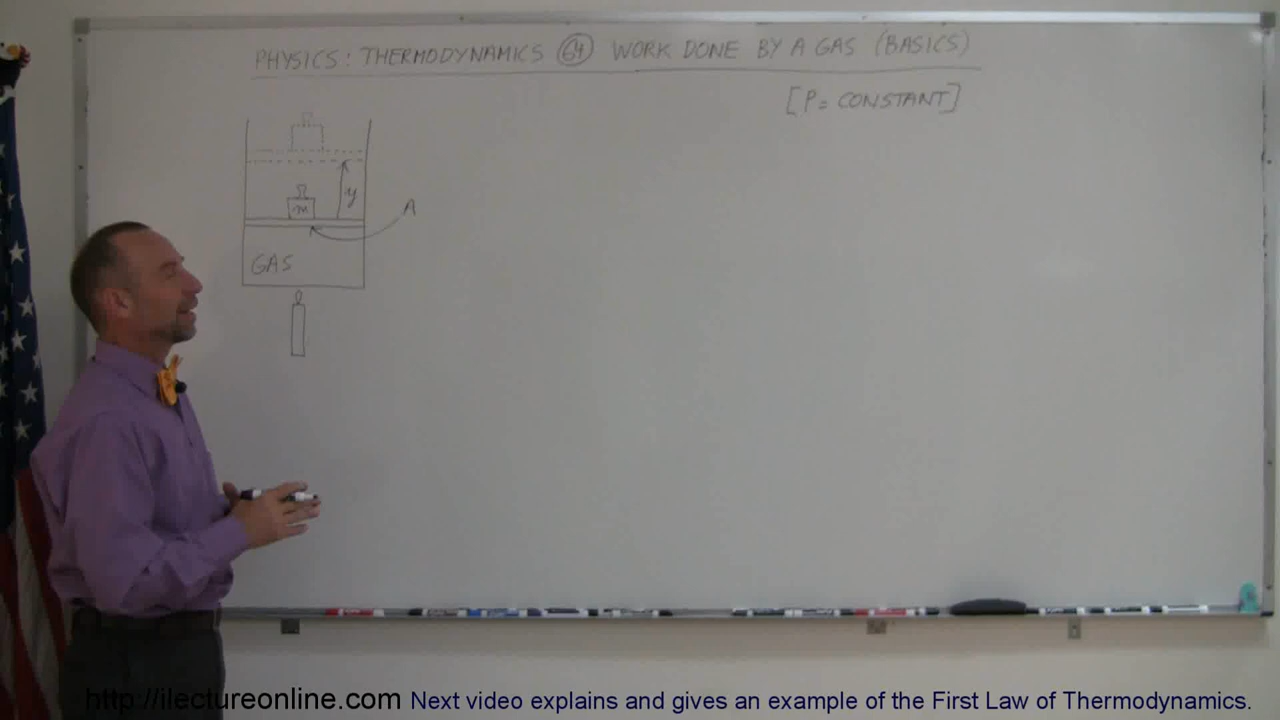 PHYSICS: THERMODYNAMICS 64 WORK DONE BY A GAS (BASICS)
[P = CONSTANT]
y
m
A
GAS
http://ilectureonline.com Next video explains and gives an example of the First Law of Thermodynamics.